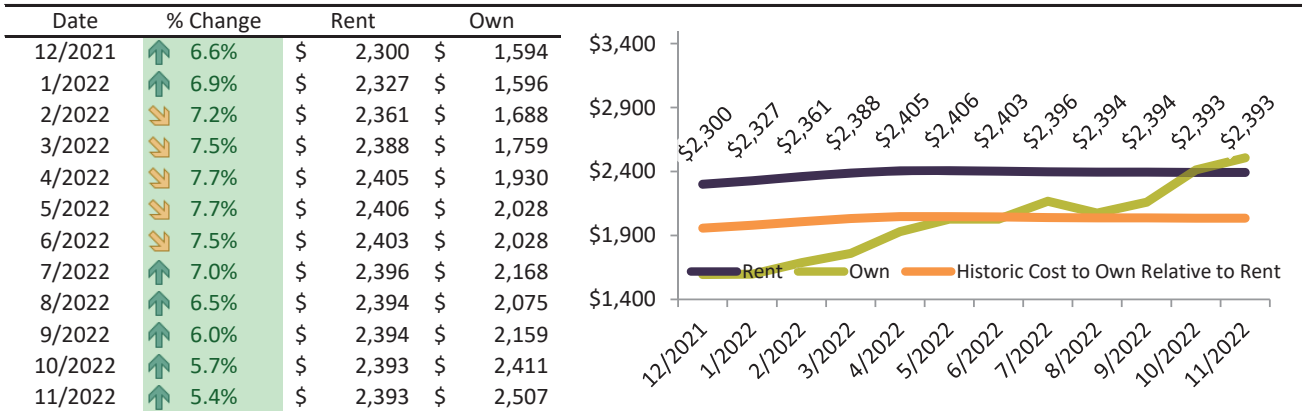 Date % Change Rent Own
12/2021 6.6% $ 2,300 $ 1,594
1/2022 6.9% $ 2,327 $ 1,596
2/2022 7.2% $ 2,361 $ 1,688
3/2022 7.5% $ 2,388 $ 1,759
4/2022 7.7% $ 2,405 $ 1,930
5/2022 7.7% $ 2,406 $ 2,028
6/2022 7.5% $ 2,403 $ 2,028
7/2022 7.0% $ 2,396 $ 2,168
8/2022 6.5% $ 2,394 $ 2,075
9/2022 6.0% $ 2,394 $ 2,159
10/2022 5.7% $ 2,393 $ 2,411
11/2022 5.4% $ 2,393 $ 2,507
$3,400
$2,900
$2,400
$1,900
$1,400
$2,300 $2,327 $2,361 $2,388 $2,405 $2,406 $2,403 $2,396 $2,394 $2,394 $2,393 $2,393
Rent Own Historic Cost to Own Relative to Rent
12/2021 1/2022 2/2022 3/2022 4/2022 5/2022 6/2022 7/2022 8/2022 9/2022 10/2022 11/2022